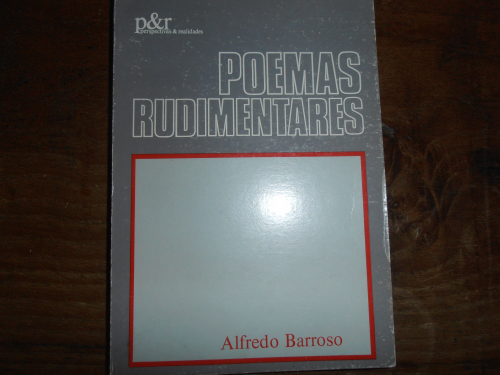 p&r
perspectivas & realidades
POEMAS
RUDIMENTARES
Alfredo Barroso